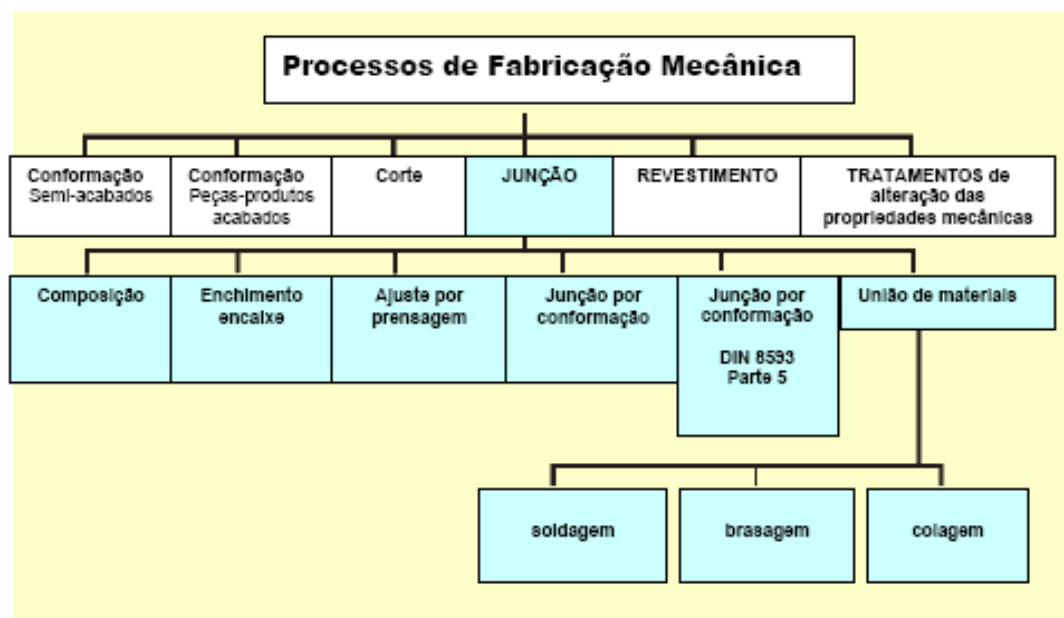 Processos de Fabricação Mecânica
Conformação
Semi-acabados
Conformação
Peças-produtos
acabados
Corte
JUNÇÃO
REVESTIMENTO
TRATAMENTOS de
alteração das
propriedades mecânicas
Composição
Enchimento
encaixe
Ajuste por
prensagem
Junção por
conformação
Junção por
conformação
DIN 8593
Parte 5
União de materiais
soldagem
brasagem
colagem